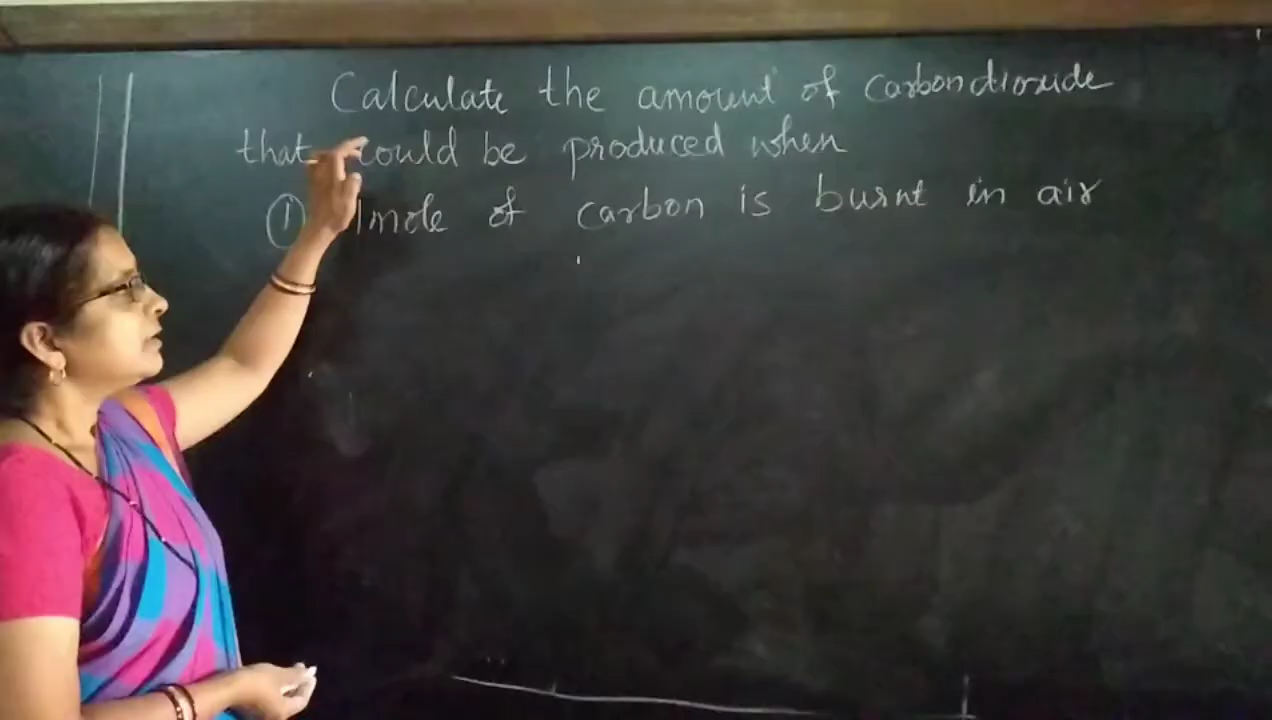 Calculate the amount of carbondioxide
that could be produced when
① 1mole of carbon is burnt in air